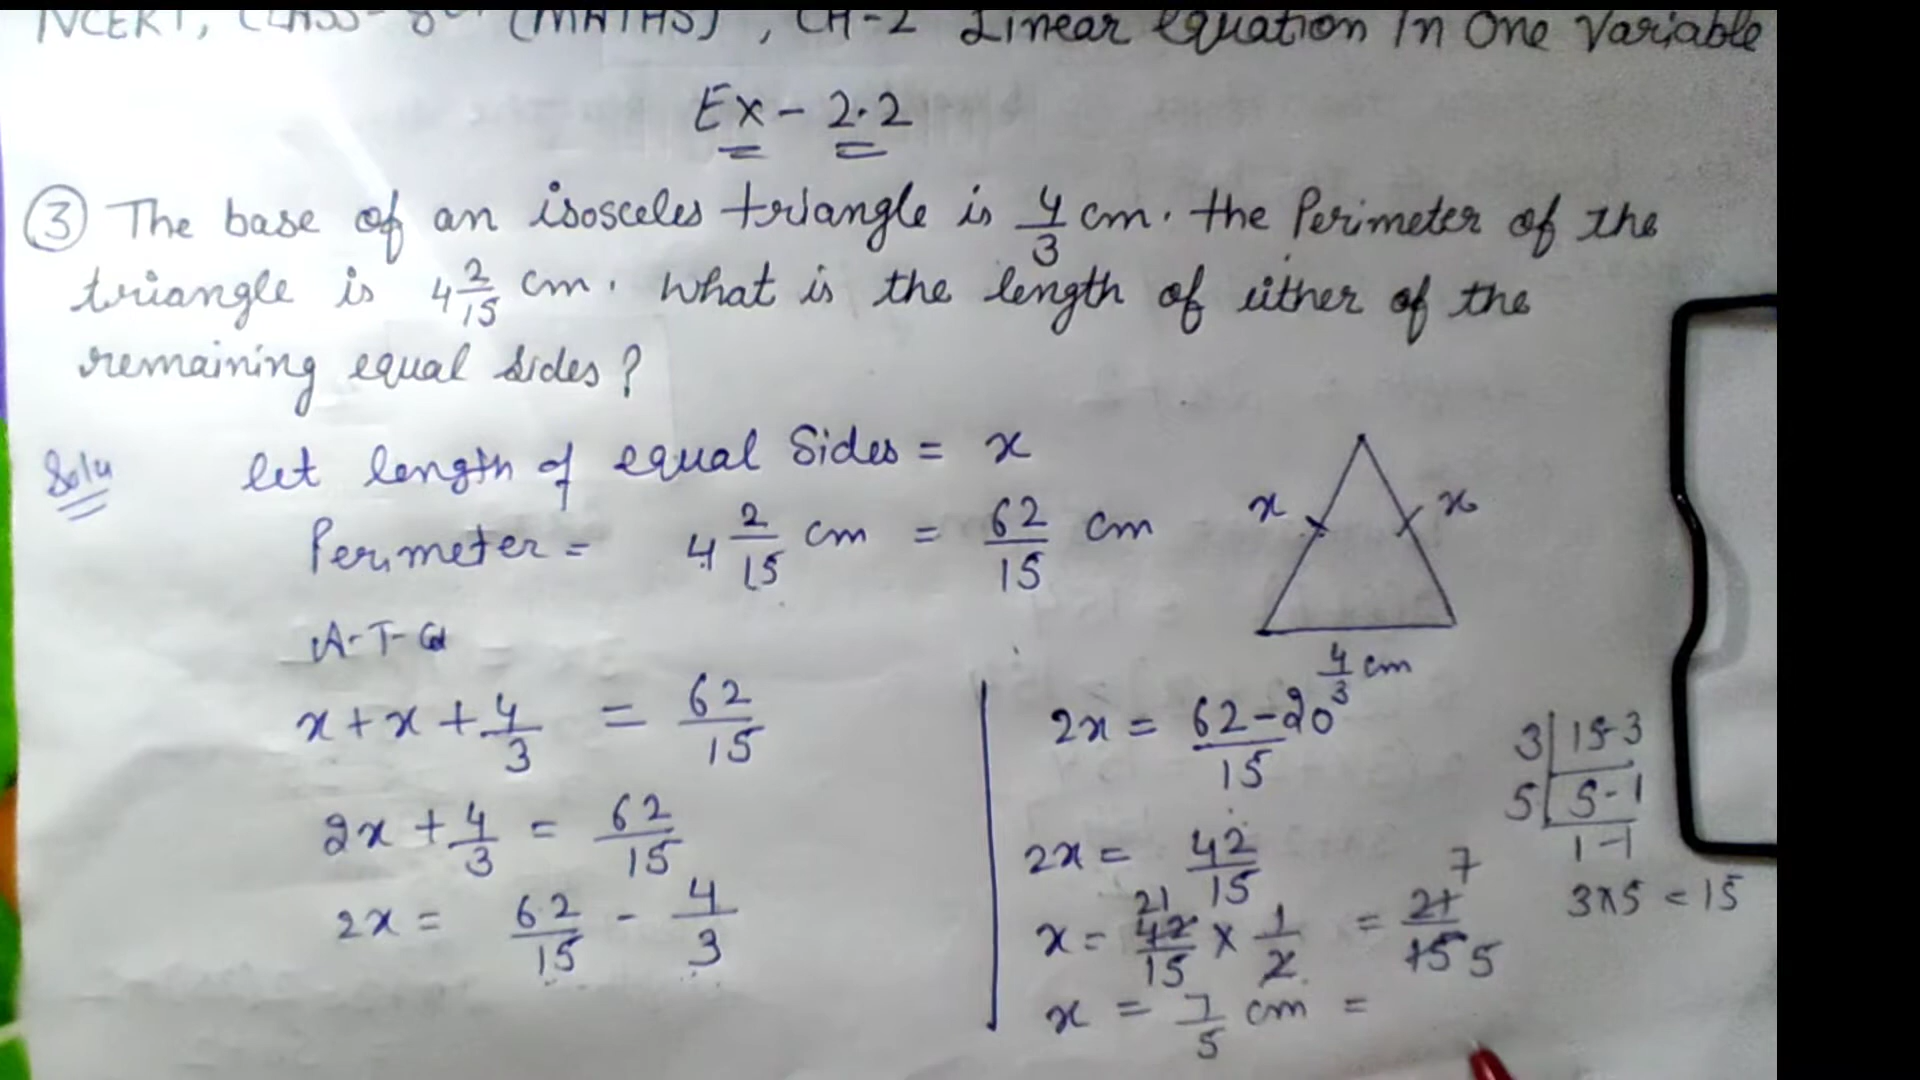 NCERT, CLASS-8th (MATHS), CH-2 Linear Equation In One Variable
Ex-2.2
③ The base of an isosceles triangle is 4/3 cm. the Perimeter of the
triangle is 4 2/15 cm. What is the length of either of the
remaining equal sides?
Solu let length of equal Sides = x
Perimeter = 4 2/15 cm = 62/15 cm
x x
4/3 cm
A-T-Q
x + x + 4/3 = 62/15
2x + 4/3 = 62/15
2x = 62/15 - 4/3
2x = 62-20/15
2x = 42/15
x = 42/15 × 1/2 = 21/15
21 7 5
x = 7/5 cm =
3 | 15-3
5 | 5-1
1-1
3×5 = 15